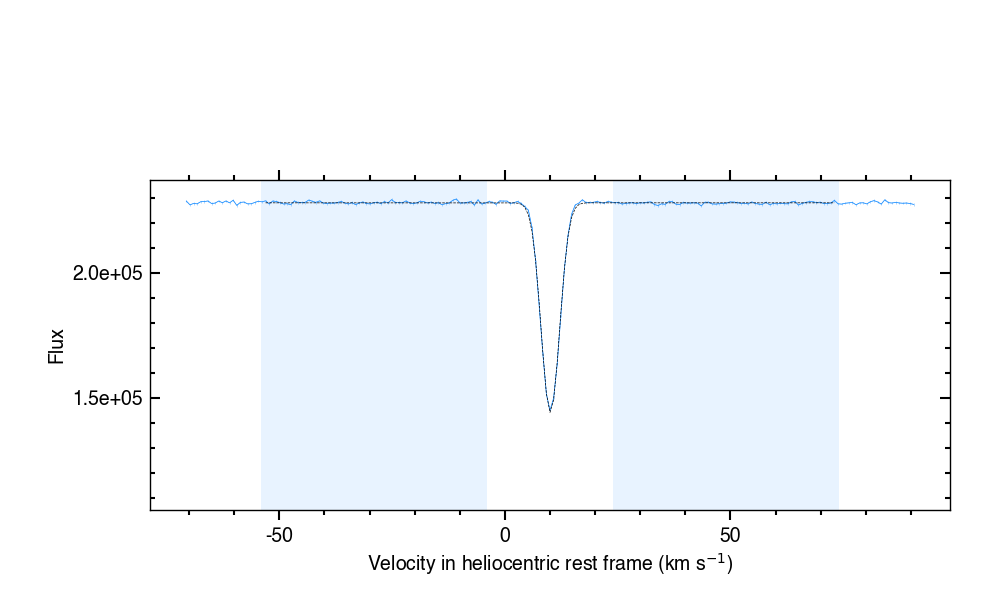 2.0e+05
1.5e+05
Flux
-50 0 50
Velocity in heliocentric rest frame (km s⁻¹)